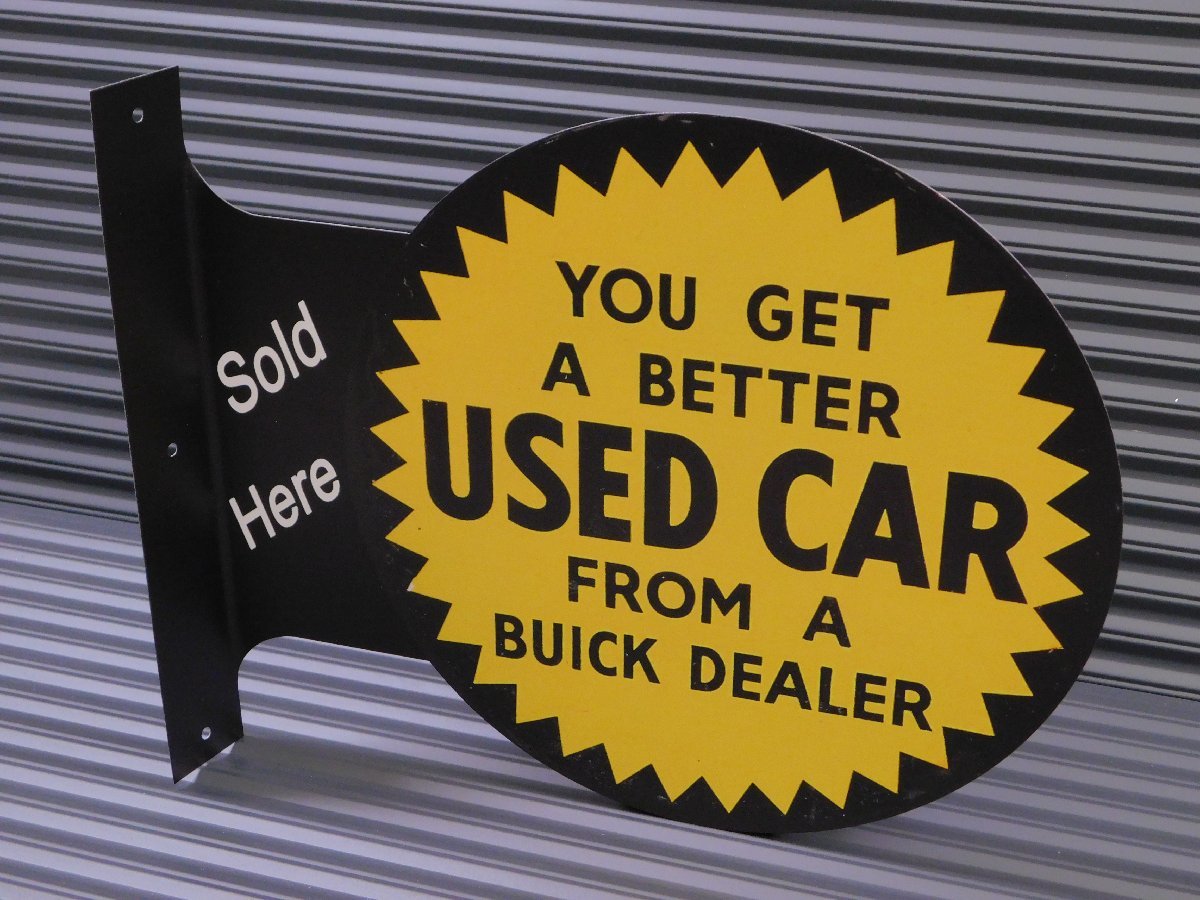 Sold
Here
YOU GET
A BETTER
USED CAR
FROM A
BUICK DEALER